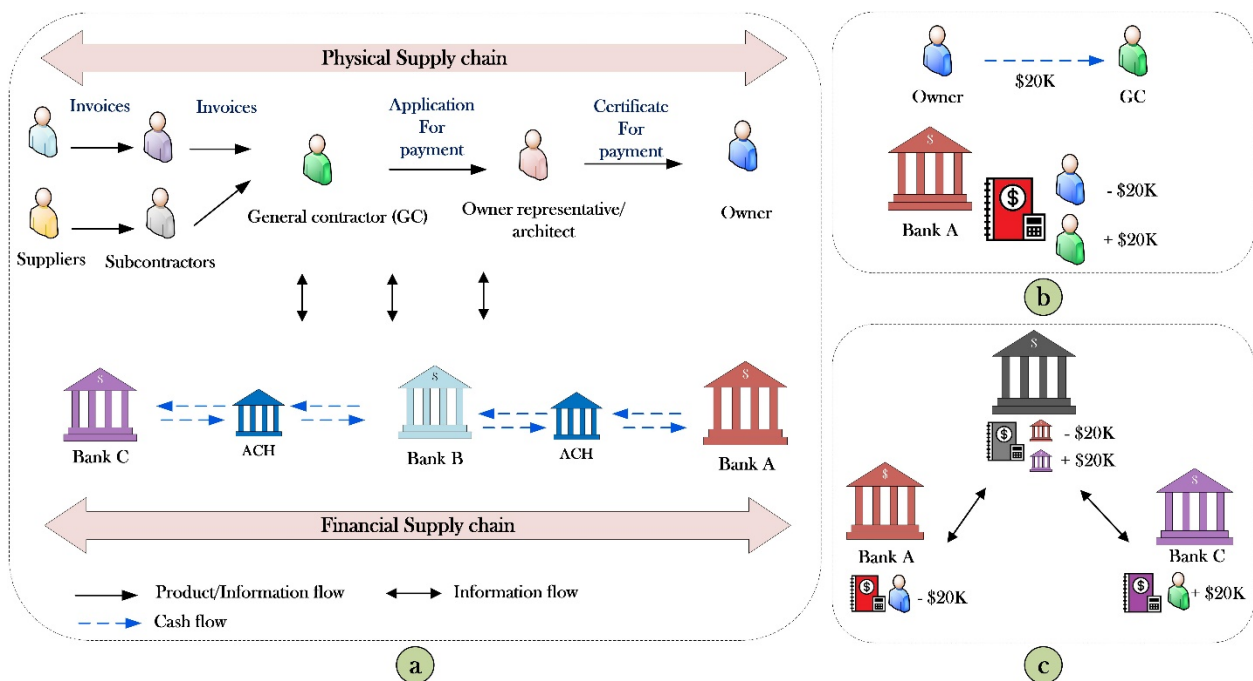 Physical Supply chain
Invoices
Invoices
Application
For
payment
Certificate
For
payment
General contractor (GC)
Owner representative/
architect
Owner
Suppliers
Subcontractors
$
$
$
Bank C
ACH
Bank B
ACH
Bank A
Financial Supply chain
Product/Information flow
Information flow
Cash flow
a
Owner
$20K
GC
$
Bank A
$
- $20K
+ $20K
b
$
$
- $20K
+ $20K
$
Bank A
$
Bank C
$
- $20K
$
+ $20K
c